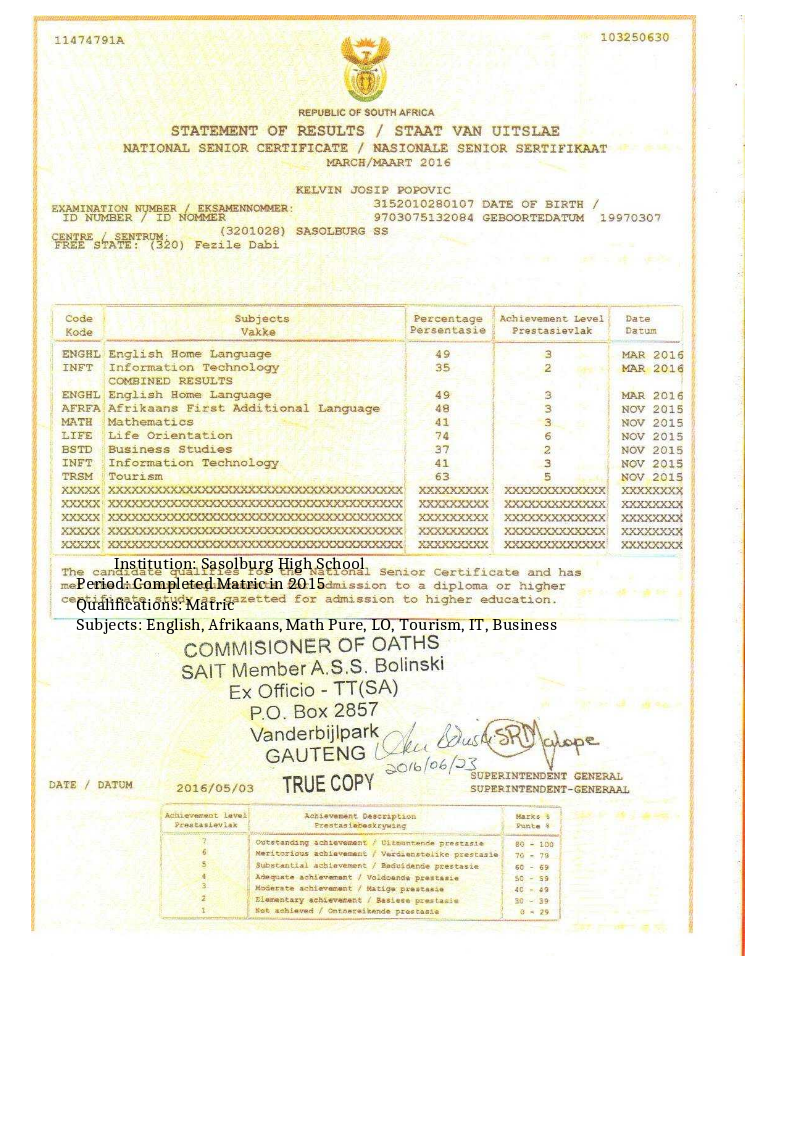 11474791A 103250630
REPUBLIC OF SOUTH AFRICA
STATEMENT OF RESULTS / STAAT VAN UITSLAE
NATIONAL SENIOR CERTIFICATE / NASIONALE SENIOR SERTIFIKAAT
MARCH/MAART 2016
KELVIN JOSIP POPOVIC
EXAMINATION NUMBER / EKSAMENNOMMER: 3152010280107 DATE OF BIRTH /
ID NUMBER / ID NOMMER 9703075132084 GEBOORTEDATUM 19970307
CENTRE / SENTRUM: (3201028) SASOLBURG SS
FREE STATE: (320) Fezile Dabi
Code Subjects Percentage Achievement Level Date
Kode Vakke Persentasie Prestasievlak Datum
ENGHL English Home Language 49 3 MAR 2016
INFT Information Technology 35 2 MAR 2016
COMBINED RESULTS
ENGHL English Home Language 49 3 MAR 2016
AFRFA Afrikaans First Additional Language 48 3 NOV 2015
MATH Mathematics 41 3 NOV 2015
LIFE Life Orientation 74 6 NOV 2015
BSTD Business Studies 37 2 NOV 2015
INFT Information Technology 41 3 NOV 2015
TRSM Tourism 63 5 NOV 2015
XXXXX XXXXXXXXXXXXXXXXXXXXXXXXXXXXXXXXXXXXX XXXXXXXXX XXXXXXXXXXXXX XXXXXXXX
XXXXX XXXXXXXXXXXXXXXXXXXXXXXXXXXXXXXXXXXXX XXXXXXXXX XXXXXXXXXXXXX XXXXXXXX
XXXXX XXXXXXXXXXXXXXXXXXXXXXXXXXXXXXXXXXXXX XXXXXXXXX XXXXXXXXXXXXX XXXXXXXX
XXXXX XXXXXXXXXXXXXXXXXXXXXXXXXXXXXXXXXXXXX XXXXXXXXX XXXXXXXXXXXXX XXXXXXXX
XXXXX XXXXXXXXXXXXXXXXXXXXXXXXXXXXXXXXXXXXX XXXXXXXXX XXXXXXXXXXXXX XXXXXXXX
Institution: Sasolburg High School
The candidate qualifies for the National Senior Certificate and has
Period: Completed Matric in 2015
admission to a diploma or higher
Qualifications: Matric
certificate study as gazetted for admission to higher education.
Subjects: English, Afrikaans, Math Pure, LO, Tourism, IT, Business
COMMISIONER OF OATHS
SAIT Member A.S.S. Bolinski
Ex Officio - TT(SA)
P.O. Box 2857
Vanderbijlpark
GAUTENG
2016/06/23
TRUE COPY
SUPERINTENDENT GENERAL
DATE / DATUM 2016/05/03 SUPERINTENDENT-GENERAAL
Achievement Level Achievement Description Marks %
Prestasievlak Prestasiebeskrywing Punte %
7 Outstanding achievement / Uitmuntende prestasie 80 - 100
6 Meritorious achievement / Verdienstelike prestasie 70 - 79
5 Substantial achievement / Beduidende prestasie 60 - 69
4 Adequate achievement / Voldoende prestasie 50 - 59
3 Moderate achievement / Matige prestasie 40 - 49
2 Elementary achievement / Basiese prestasie 30 - 39
1 Not achieved / Ontoereikende prestasie 0 - 29